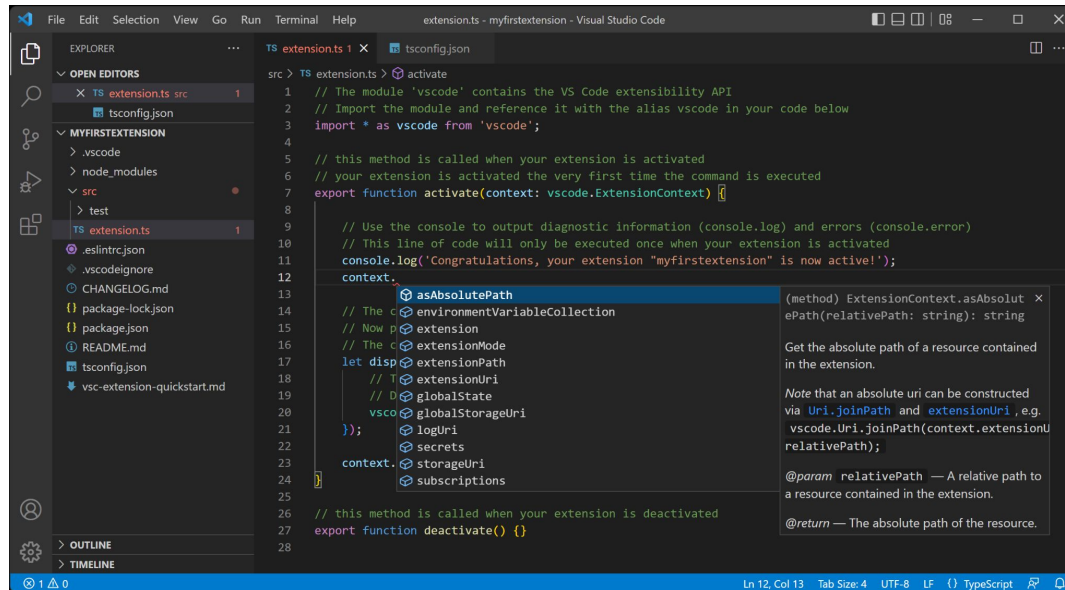 File Edit Selection View Go Run Terminal Help extension.ts - myfirstextension - Visual Studio Code
EXPLORER
OPEN EDITORS
TS extension.ts src 1
tsconfig.json
MYFIRSTEXTENSION
.vscode
node_modules
src
test
TS extension.ts 1
.eslintrc.json
.vscodeignore
CHANGELOG.md
{} package-lock.json
{} package.json
README.md
TS tsconfig.json
vsc-extension-quickstart.md
OUTLINE
TIMELINE
TS extension.ts 1 TS tsconfig.json
src > TS extension.ts > activate
1 // The module 'vscode' contains the VS Code extensibility API
2 // Import the module and reference it with the alias vscode in your code below
3 import * as vscode from 'vscode';
4
5 // this method is called when your extension is activated
6 // your extension is activated the very first time the command is executed
7 export function activate(context: vscode.ExtensionContext) {
8
9 // Use the console to output diagnostic information (console.log) and errors (console.error)
10 // This line of code will only be executed once when your extension is activated
11 console.log('Congratulations, your extension "myfirstextension" is now active!');
12 context.
13
14 // The c
15 // Now p
16 // The c
17 let disp
18 // T
19 // D
20 vsco
21 });
22
23 context.
24 }
25
26 // this method is called when your extension is deactivated
27 export function deactivate() {}
28
asAbsolutePath
environmentVariableCollection
extension
extensionMode
extensionPath
extensionUri
globalState
globalStorageUri
logUri
secrets
storageUri
subscriptions
(method) ExtensionContext.asAbsolut
ePath(relativePath: string): string
Get the absolute path of a resource contained
in the extension.
Note that an absolute uri can be constructed
via Uri.joinPath and extensionUri, e.g.
vscode.Uri.joinPath(context.extensionU
relativePath);
@param relativePath — A relative path to
a resource contained in the extension.
@return — The absolute path of the resource.
1 0 Ln 12, Col 13 Tab Size: 4 UTF-8 LF {} TypeScript